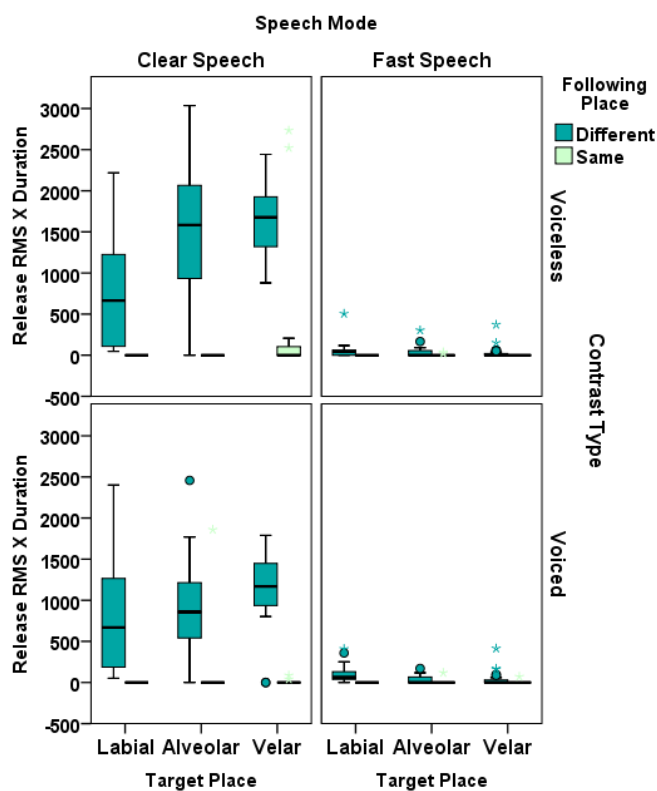 Speech Mode
Clear Speech
Fast Speech
Following
Place
Different
Same
Release RMS X Duration
3000
2500
2000
1500
1000
500
0
-500
Voiceless
Contrast Type
Release RMS X Duration
3000
2500
2000
1500
1000
500
0
-500
Voiced
Labial Alveolar Velar
Labial Alveolar Velar
Target Place
Target Place